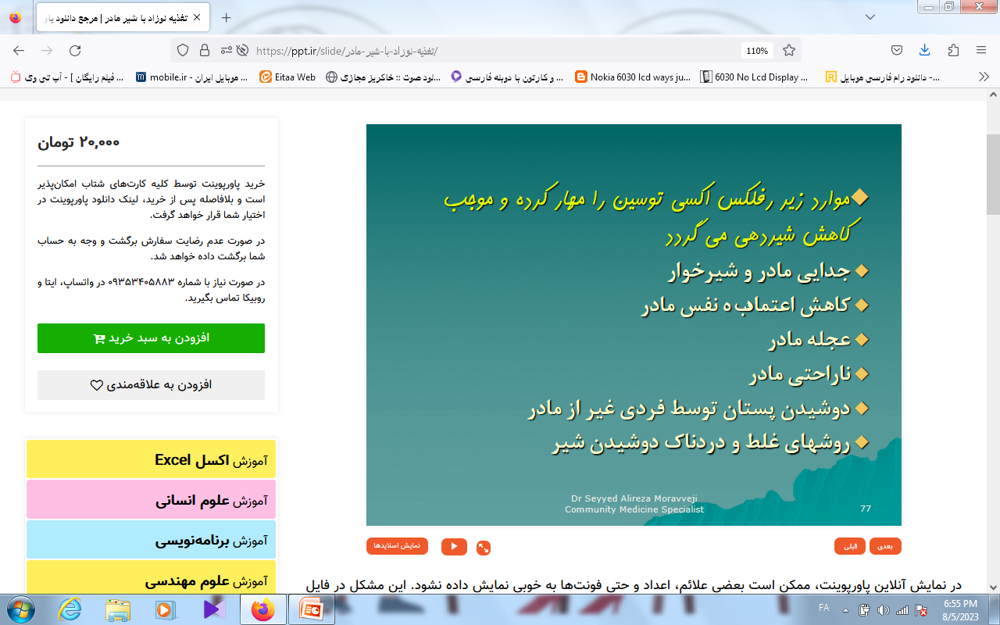 تغذیه نوزاد با شیر مادر | مرجع دانلود پاو
https://ppt.ir/slide/تغذیه-نوزاد-با-شیر-مادر/
110%
فیلم رایگان ] - آپ تی وی...
mobile.ir - موبایل ایران...
Eitaa Web
لود صوت :: خاکریز مجازی...
و کارتون با دوبله فارسی...
Nokia 6030 lcd ways ju...
6030 No Lcd Display ...
دانلود رام فارسی موبایل -...
۲۰,۰۰۰ تومان
خرید پاورپوینت توسط کلیه کارت‌های شتاب امکان‌پذیر
است و بلافاصله پس از خرید، لینک دانلود پاورپوینت در
اختیار شما قرار خواهد گرفت.
در صورت عدم رضایت سفارش برگشت و وجه به حساب
شما برگشت داده خواهد شد.
در صورت نیاز با شماره ۰۹۳۵۳۴۰۵۸۸۳ در واتساپ، ایتا و
روبیکا تماس بگیرید.
افزودن به سبد خرید
افزودن به علاقه‌مندی
آموزش اکسل Excel
آموزش علوم انسانی
آموزش برنامه‌نویسی
آموزش علوم مهندسی
موارد زیر رفلکس اکسی توسین را مهار کرده و موجب
کاهش شیردهی می گردد
جدایی مادر و شیرخوار
کاهش اعتمادبه نفس مادر
عجله مادر
ناراحتی مادر
دوشیدن پستان توسط فردی غیر از مادر
روشهای غلط و دردناک دوشیدن شیر
Dr Seyyed Alireza Moravveji
Community Medicine Specialist
77
نمایش اسلایدها
قبلی
بعدی
در نمایش آنلاین پاورپوینت، ممکن است بعضی علائم، اعداد و حتی فونت‌ها به خوبی نمایش داده نشود. این مشکل در فایل
FA
6:55 PM
8/5/2023